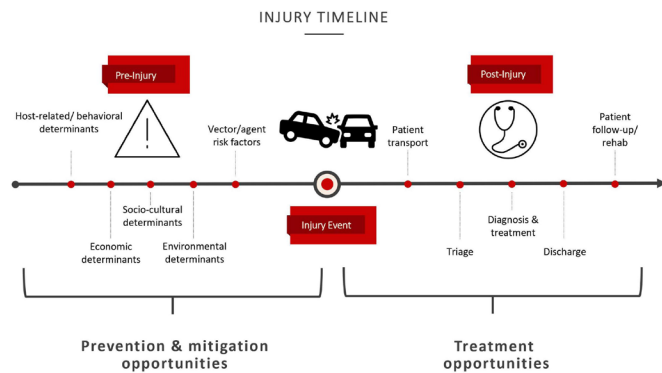 INJURY TIMELINE
Pre-Injury
Post-Injury
Host-related/ behavioral
determinants
Vector/agent
risk factors
Patient
transport
Patient
follow-up/
rehab
Socio-cultural
determinants
Economic
determinants
Environmental
determinants
Injury Event
Triage
Diagnosis &
treatment
Discharge
Prevention & mitigation
opportunities
Treatment
opportunities